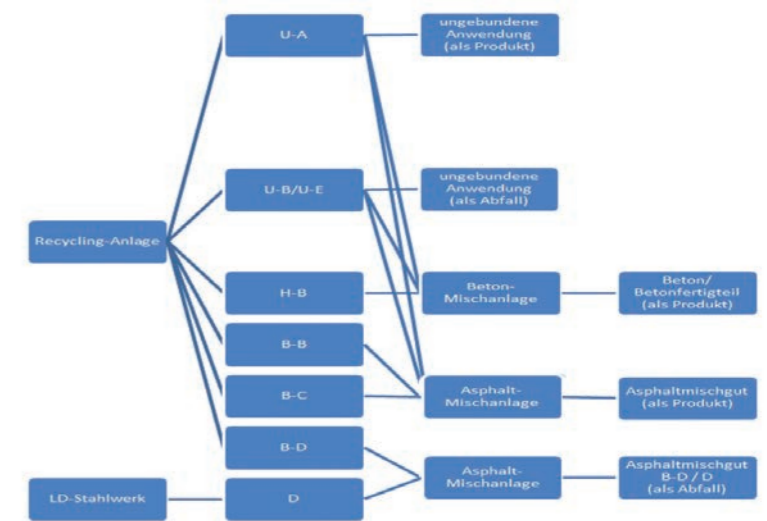 U-A
ungebundene
Anwendung
(als Produkt)
U-B/U-E
ungebundene
Anwendung
(als Abfall)
Recycling-Anlage
H-B
Beton-
Mischanlage
Beton/
Betonfertigteil
(als Produkt)
B-B
B-C
Asphalt-
Mischanlage
Asphaltmischgut
(als Produkt)
B-D
LD-Stahlwerk
D
Asphalt-
Mischanlage
Asphaltmischgut
B-D / D
(als Abfall)